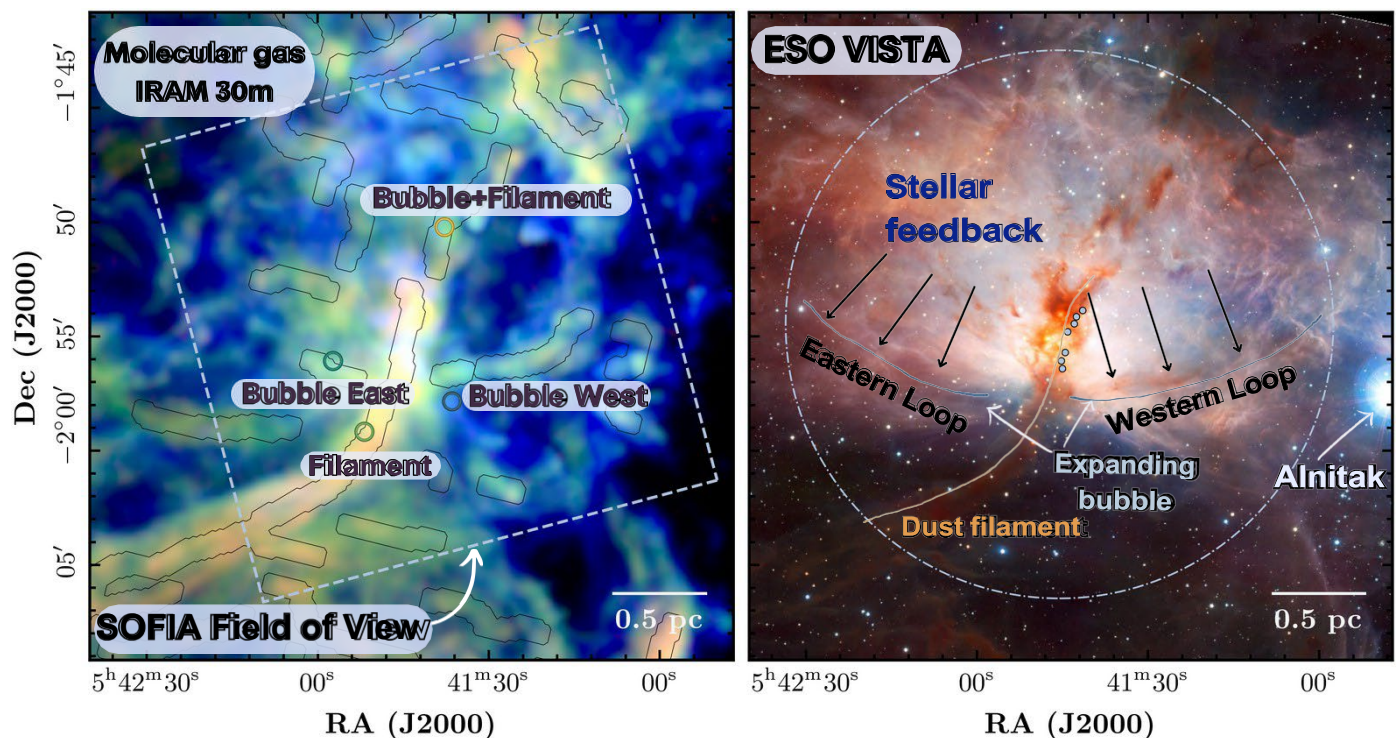 Molecular gas
IRAM 30m
Bubble+Filament
Bubble East
Bubble West
Filament
SOFIA Field of View
0.5 pc
−1°45′
50′
55′
−2°00′
05′
Dec (J2000)
5ʰ42ᵐ30ˢ
00ˢ
41ᵐ30ˢ
00ˢ
RA (J2000)
ESO VISTA
Stellar
feedback
Eastern Loop
Western Loop
Expanding
bubble
Alnitak
Dust filament
0.5 pc
5ʰ42ᵐ30ˢ
00ˢ
41ᵐ30ˢ
00ˢ
RA (J2000)